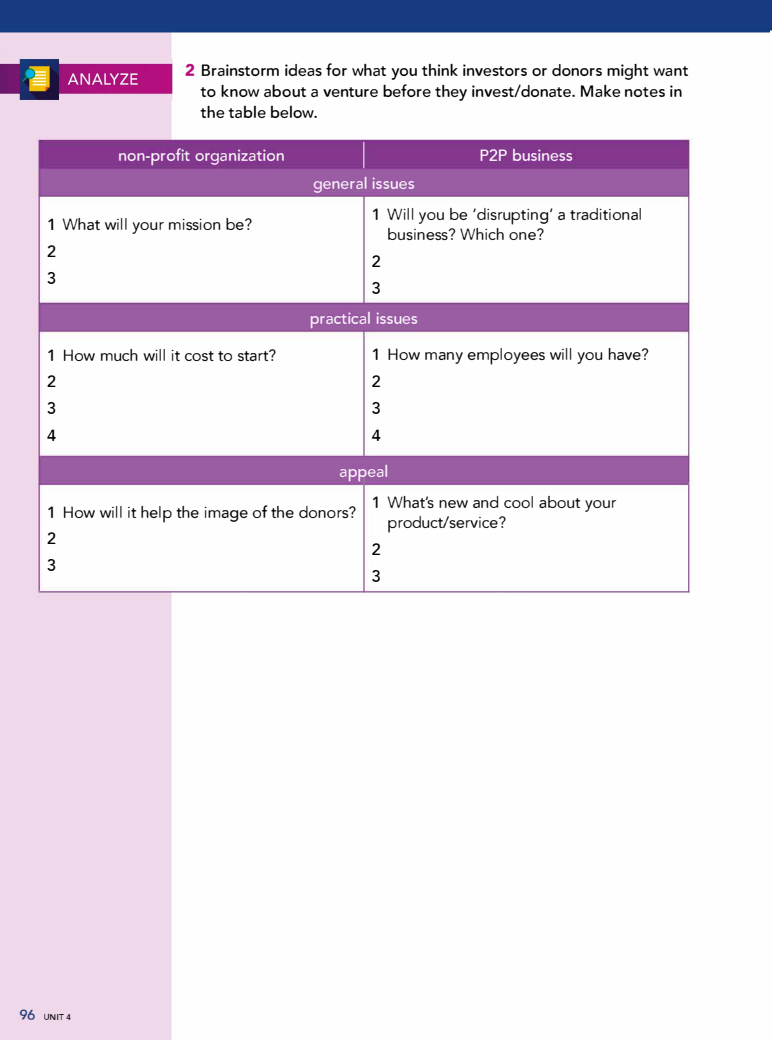 ANALYZE
2 Brainstorm ideas for what you think investors or donors might want
to know about a venture before they invest/donate. Make notes in
the table below.
non-profit organization
P2P business
general issues
1 What will your mission be?
2
3
1 Will you be ‘disrupting’ a traditional
business? Which one?
2
3
practical issues
1 How much will it cost to start?
2
3
4
1 How many employees will you have?
2
3
4
appeal
1 How will it help the image of the donors?
2
3
1 What’s new and cool about your
product/service?
2
3
96 UNIT 4